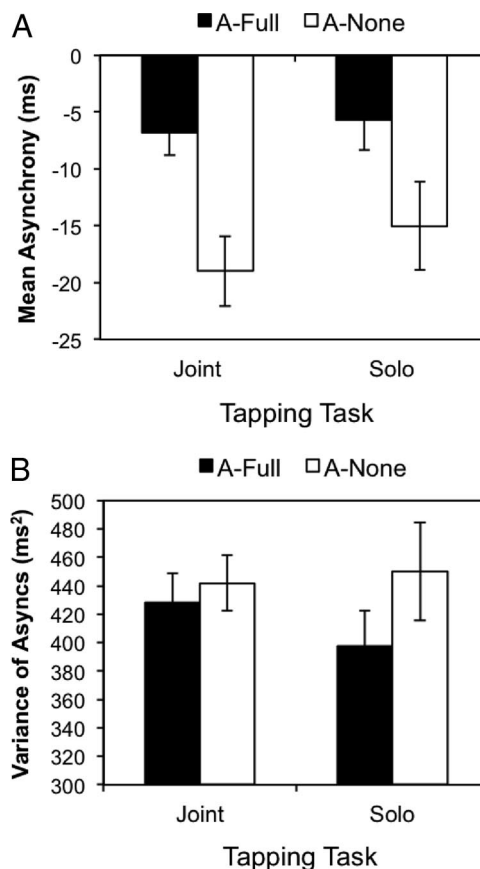 A
A-Full A-None
Mean Asynchrony (ms)
0
-5
-10
-15
-20
-25
Joint Solo
Tapping Task
B
A-Full A-None
Variance of Asyncs (ms²)
500
480
460
440
420
400
380
360
340
320
300
Joint Solo
Tapping Task